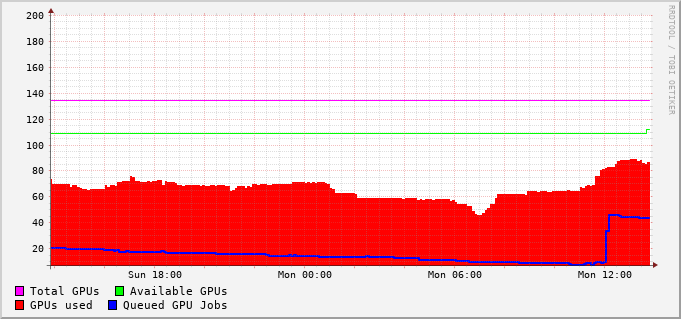 RRDTOOL / TOBI OETIKER
200
180
160
140
120
100
80
60
40
20
Sun 18:00 Mon 00:00 Mon 06:00 Mon 12:00
Total GPUs Available GPUs
GPUs used Queued GPU Jobs